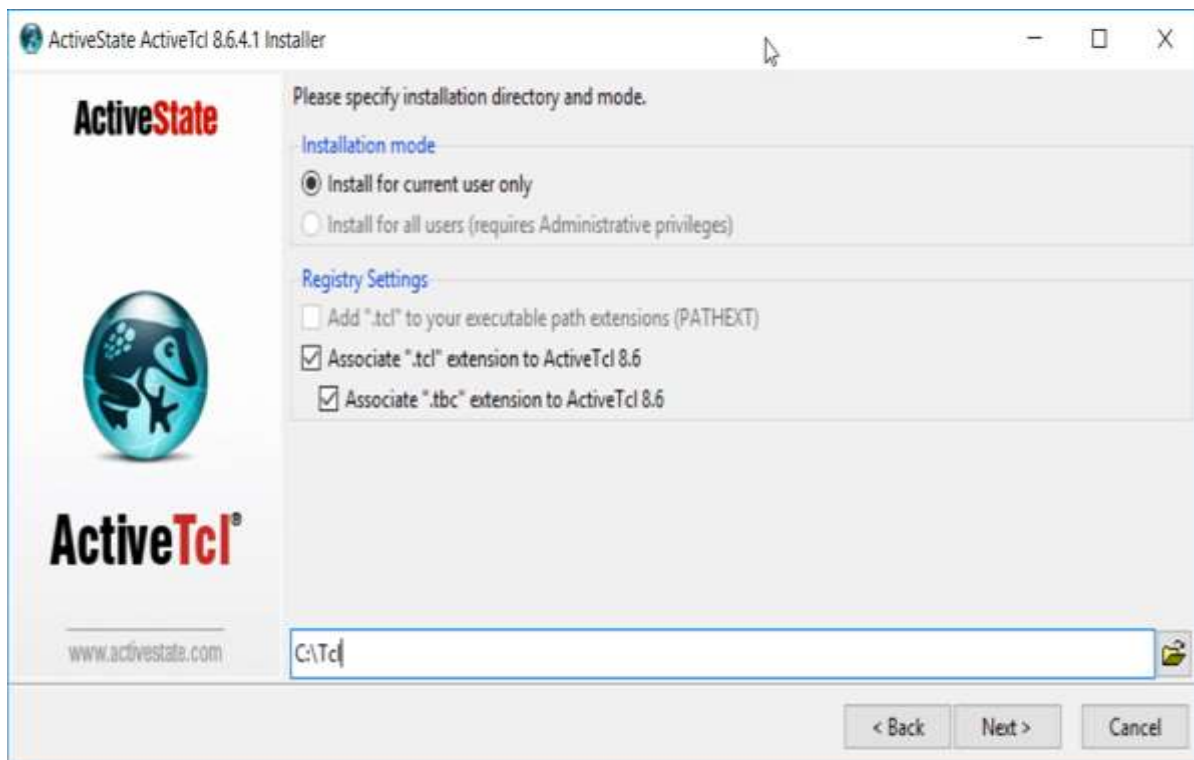 ActiveState ActiveTcl 8.6.4.1 Installer
ActiveState
Please specify installation directory and mode.
Installation mode
Install for current user only
Install for all users (requires Administrative privileges)
Registry Settings
Add ".tcl" to your executable path extensions (PATHEXT)
Associate ".tcl" extension to ActiveTcl 8.6
Associate ".tbc" extension to ActiveTcl 8.6
ActiveTcl®
www.activestate.com
C:\Tcl
< Back
Next >
Cancel